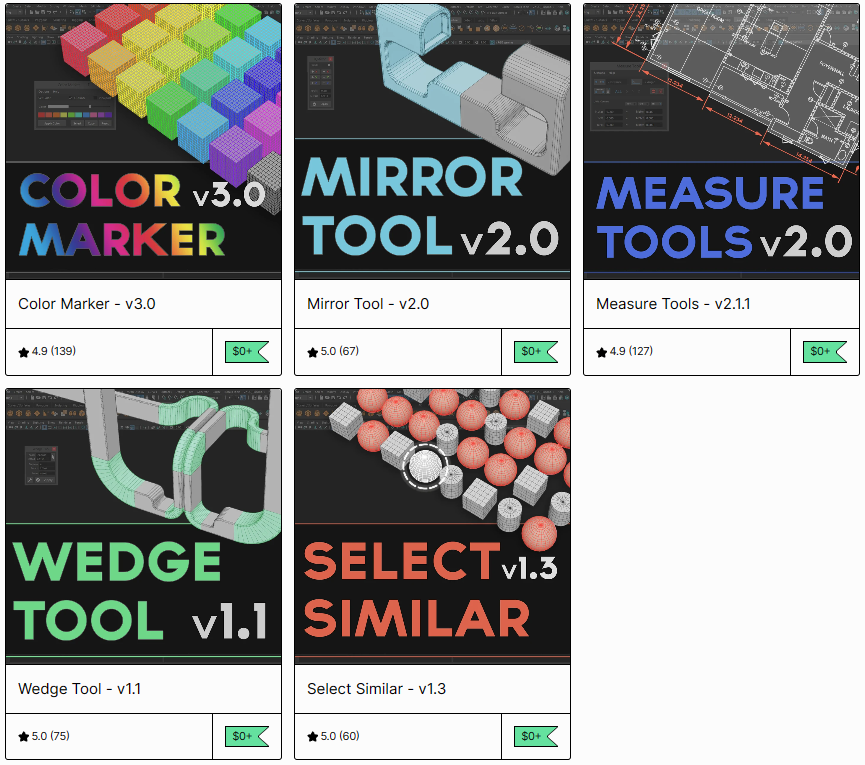 COLOR v3.0
MARKER
Color Marker - v3.0
4.9 (139)
$0+
MIRROR
TOOL v2.0
Mirror Tool - v2.0
5.0 (67)
$0+
MEASURE
TOOLS v2.0
Measure Tools - v2.1.1
4.9 (127)
$0+
WEDGE
TOOL v1.1
Wedge Tool - v1.1
5.0 (75)
$0+
SELECT v1.3
SIMILAR
Select Similar - v1.3
5.0 (60)
$0+